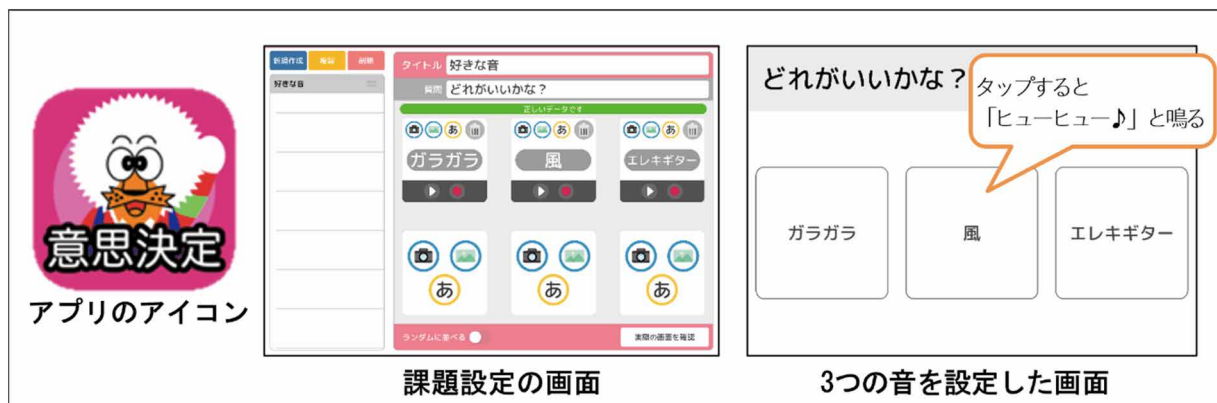 意思決定
アプリのアイコン
新規作成 複製 削除
好きな音
タイトル 好きな音
質問 どれがいいかな？
正しいデータです
あ あ あ
ガラガラ 風 エレキギター
あ あ あ
ランダムに並べる 実際の画面を確認
課題設定の画面
どれがいいかな？
タップすると
「ヒューヒュー♪」と鳴る
ガラガラ 風 エレキギター
3つの音を設定した画面